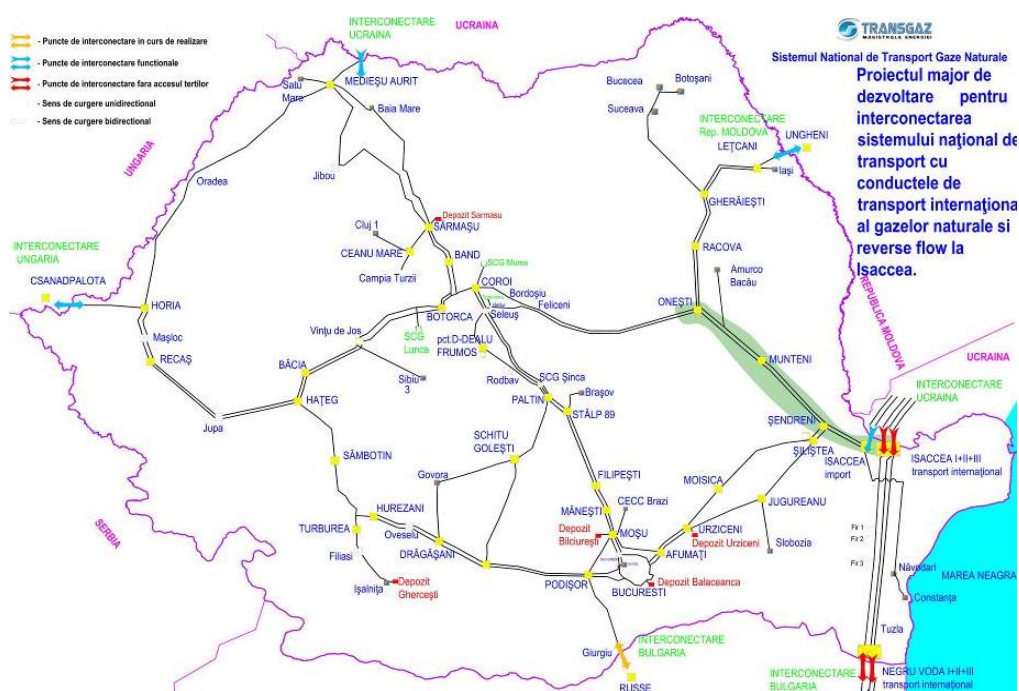 - Puncte de interconectare in curs de realizare
- Puncte de interconectare functionale
- Puncte de interconectare fara accesul tertilor
- Sens de curgere unidirectional
- Sens de curgere bidirectional
TRANSGAZ
MAGISTRALE ENERGIEI
Sistemul National de Transport Gaze Naturale
Proiectul major de
dezvoltare pentru
interconectarea
sistemului naţional de
transport cu
conductele de
transport internaţiona
al gazelor naturale si
reverse flow la
Isaccea.
INTERCONECTARE
UCRAINA
UCRAINA
MEDIEŞU AURIT
Satu
Mare
Baia Mare
Bucecea
Botoşani
Suceava
INTERCONECTARE
Rep. MOLDOVA
UNGHENI
LEŢCANI
Iaşi
UNGARIA
Oradea
Jibou
GHERĂIEŞTI
Depozit Sarmasu
SĂRMAŞU
Cluj 1
CEANU MARE
BAND
Campia Turzii
RACOVA
Amurco
Bacău
INTERCONECTARE
UNGARIA
CSANADPALOTA
HORIA
SCG Mures
COROI
Bordoşiu
Feliceni
Seleuş
BOTORCA
ONEŞTI
REPUBLICA MOLDOVA
Maşloc
RECAŞ
Vinţu de Jos
SCG
Lunca
pct.D-DEALU
FRUMOS
MUNTENI
UCRAINA
BĂCIA
Sibiu
3
Rodbav
SCG Şinca
INTERCONECTARE
UCRAINA
HAŢEG
PALTIN
Braşov
STÂLP 89
Jupa
ŞENDRENI
SCHITU
GOLEŞTI
ŞILIŞTEA
SÂMBOTIN
ISACCEA
import
ISACCEA I+II+III
transport international
Govora
FILIPEŞTI
MOISICA
JUGUREANU
SERBIA
HUREZANI
MĂNEŞTI
CECC Brazi
TURBUREA
Oveselu
Depozit
Bilciureşti
MOŞU
URZICENI
Depozit Urziceni
Fir 1
Fir 2
Slobozia
Filiasi
DRĂGĂŞANI
AFUMAŢI
Fir 3
Işalniţa
Depozit
Gherceşti
PODIŞOR
BUCURESTI
Depozit Balaceanca
Năvodari
MAREA NEAGRA
Constanţa
Tuzla
Giurgiu
INTERCONECTARE
BULGARIA
RUSSE
INTERCONECTARE
BULGARIA
NEGRU VODA I+II+III
transport international